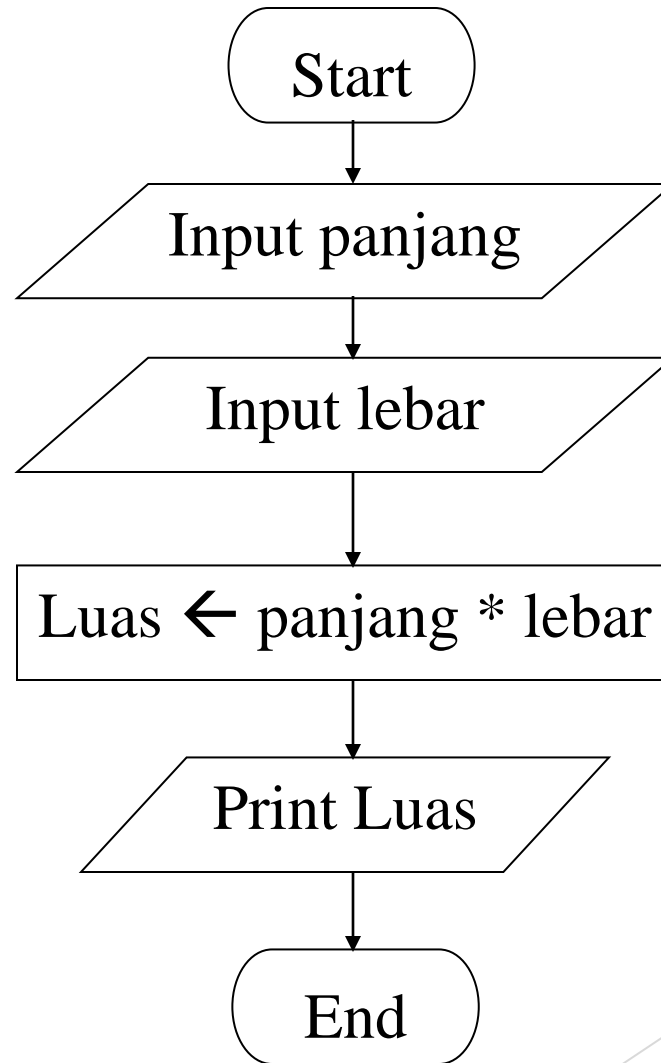 Start
Input panjang
Input lebar
Luas ← panjang * lebar
Print Luas
End